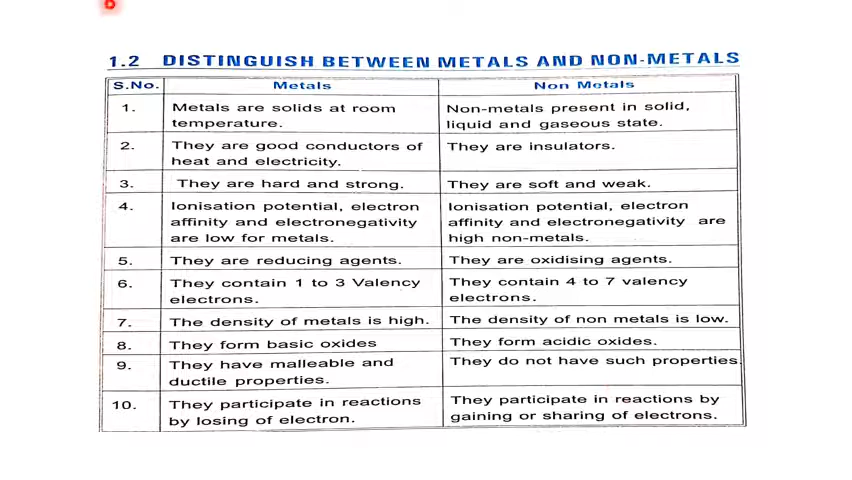 1.2 DISTINGUISH BETWEEN METALS AND NON-METALS
S.No. Metals Non Metals
1. Metals are solids at room Non-metals present in solid,
temperature. liquid and gaseous state.
2. They are good conductors of They are insulators.
heat and electricity.
3. They are hard and strong. They are soft and weak.
4. Ionisation potential, electron Ionisation potential, electron
affinity and electronegativity affinity and electronegativity are
are low for metals. high non-metals.
5. They are reducing agents. They are oxidising agents.
6. They contain 1 to 3 Valency They contain 4 to 7 valency
electrons. electrons.
7. The density of metals is high. The density of non metals is low.
8. They form basic oxides They form acidic oxides.
9. They have malleable and They do not have such properties.
ductile properties.
10. They participate in reactions They participate in reactions by
by losing of electron. gaining or sharing of electrons.